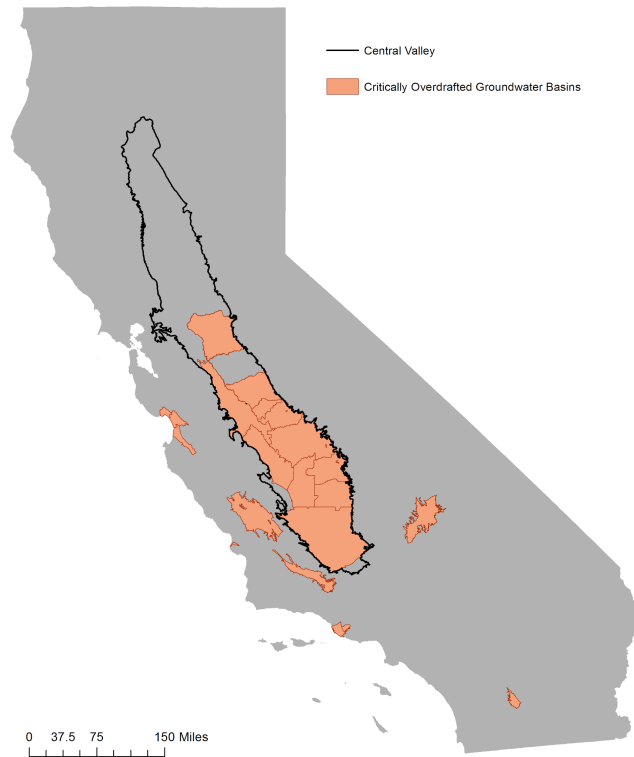 Central Valley
Critically Overdrafted Groundwater Basins
0 37.5 75 150 Miles